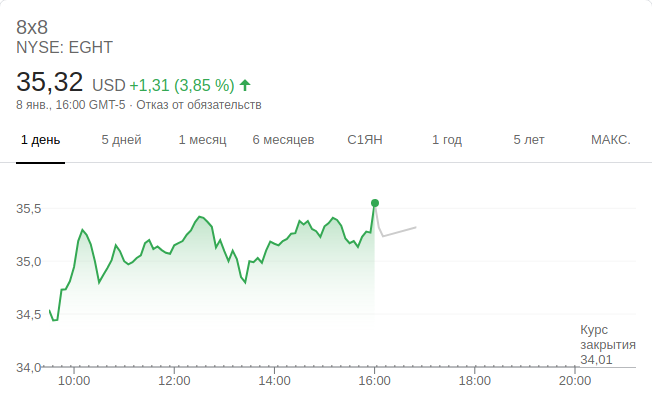 8x8
NYSE: EGHT
35,32 USD +1,31 (3,85 %)
8 янв., 16:00 GMT-5 · Отказ от обязательств
1 день 5 дней 1 месяц 6 месяцев С1ЯН 1 год 5 лет МАКС.
35,5
35,0
34,5
34,0
Курс
закрытия
34,01
10:00 12:00 14:00 16:00 18:00 20:00